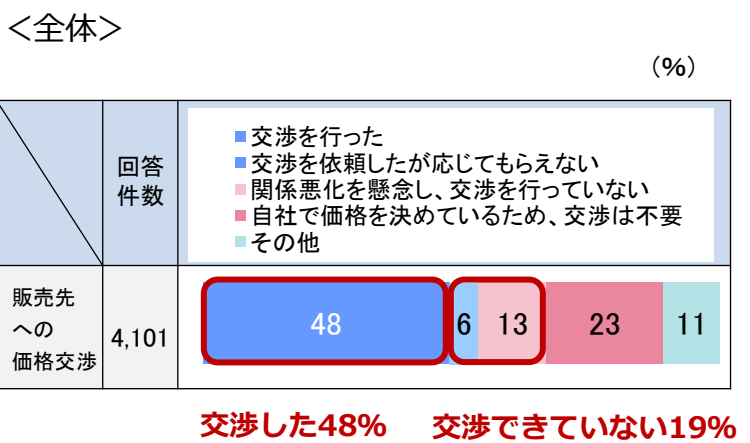 ＜全体＞
（%）
回答
件数
■交渉を行った
■交渉を依頼したが応じてもらえない
■関係悪化を懸念し、交渉を行っていない
■自社で価格を決めているため、交渉は不要
■その他
販売先
への
価格交渉
4,101
48 6 13 23 11
交渉した48% 交渉できていない19%